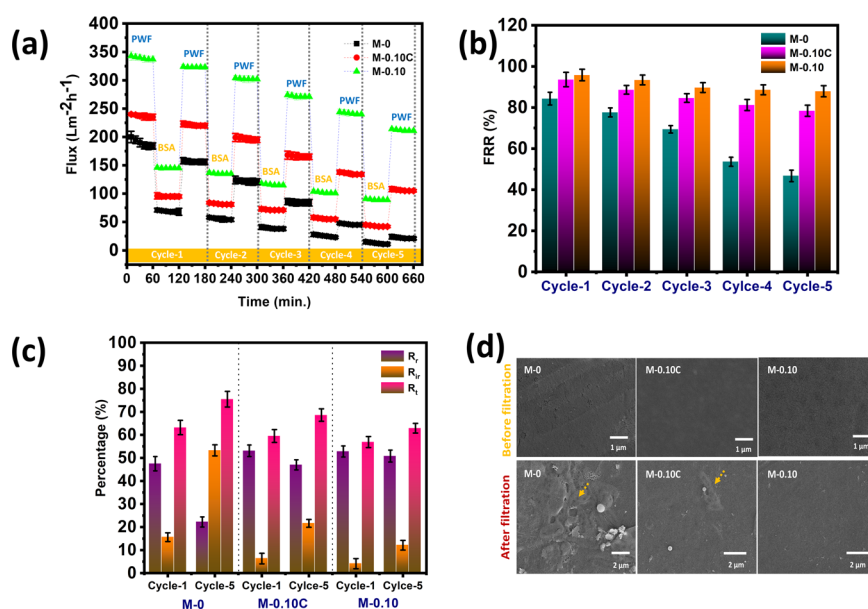 (a)
Flux (Lm-2h-1)
400
350
300
250
200
150
100
50
0
PWF
PWF
PWF
PWF
PWF
BSA
BSA
BSA
BSA
BSA
M-0
M-0.10C
M-0.10
Cycle-1 Cycle-2 Cycle-3 Cycle-4 Cycle-5
0 60 120 180 240 300 360 420 480 540 600 660
Time (min.)
(b)
FRR (%)
120
100
80
60
40
20
0
M-0
M-0.10C
M-0.10
Cycle-1 Cycle-2 Cycle-3 Cylce-4 Cycle-5
(c)
Percentage (%)
100
90
80
70
60
50
40
30
20
10
0
Rr
Rir
Rt
Cycle-1 Cylce-5 Cycle-1 Cylce-5 Cycle-1 Cylce-5
M-0 M-0.10C M-0.10
(d)
Before filtration
M-0 M-0.10C M-0.10
1 µm 1 µm 1 µm
After filtration
M-0 M-0.10C M-0.10
2 µm 2 µm 2 µm